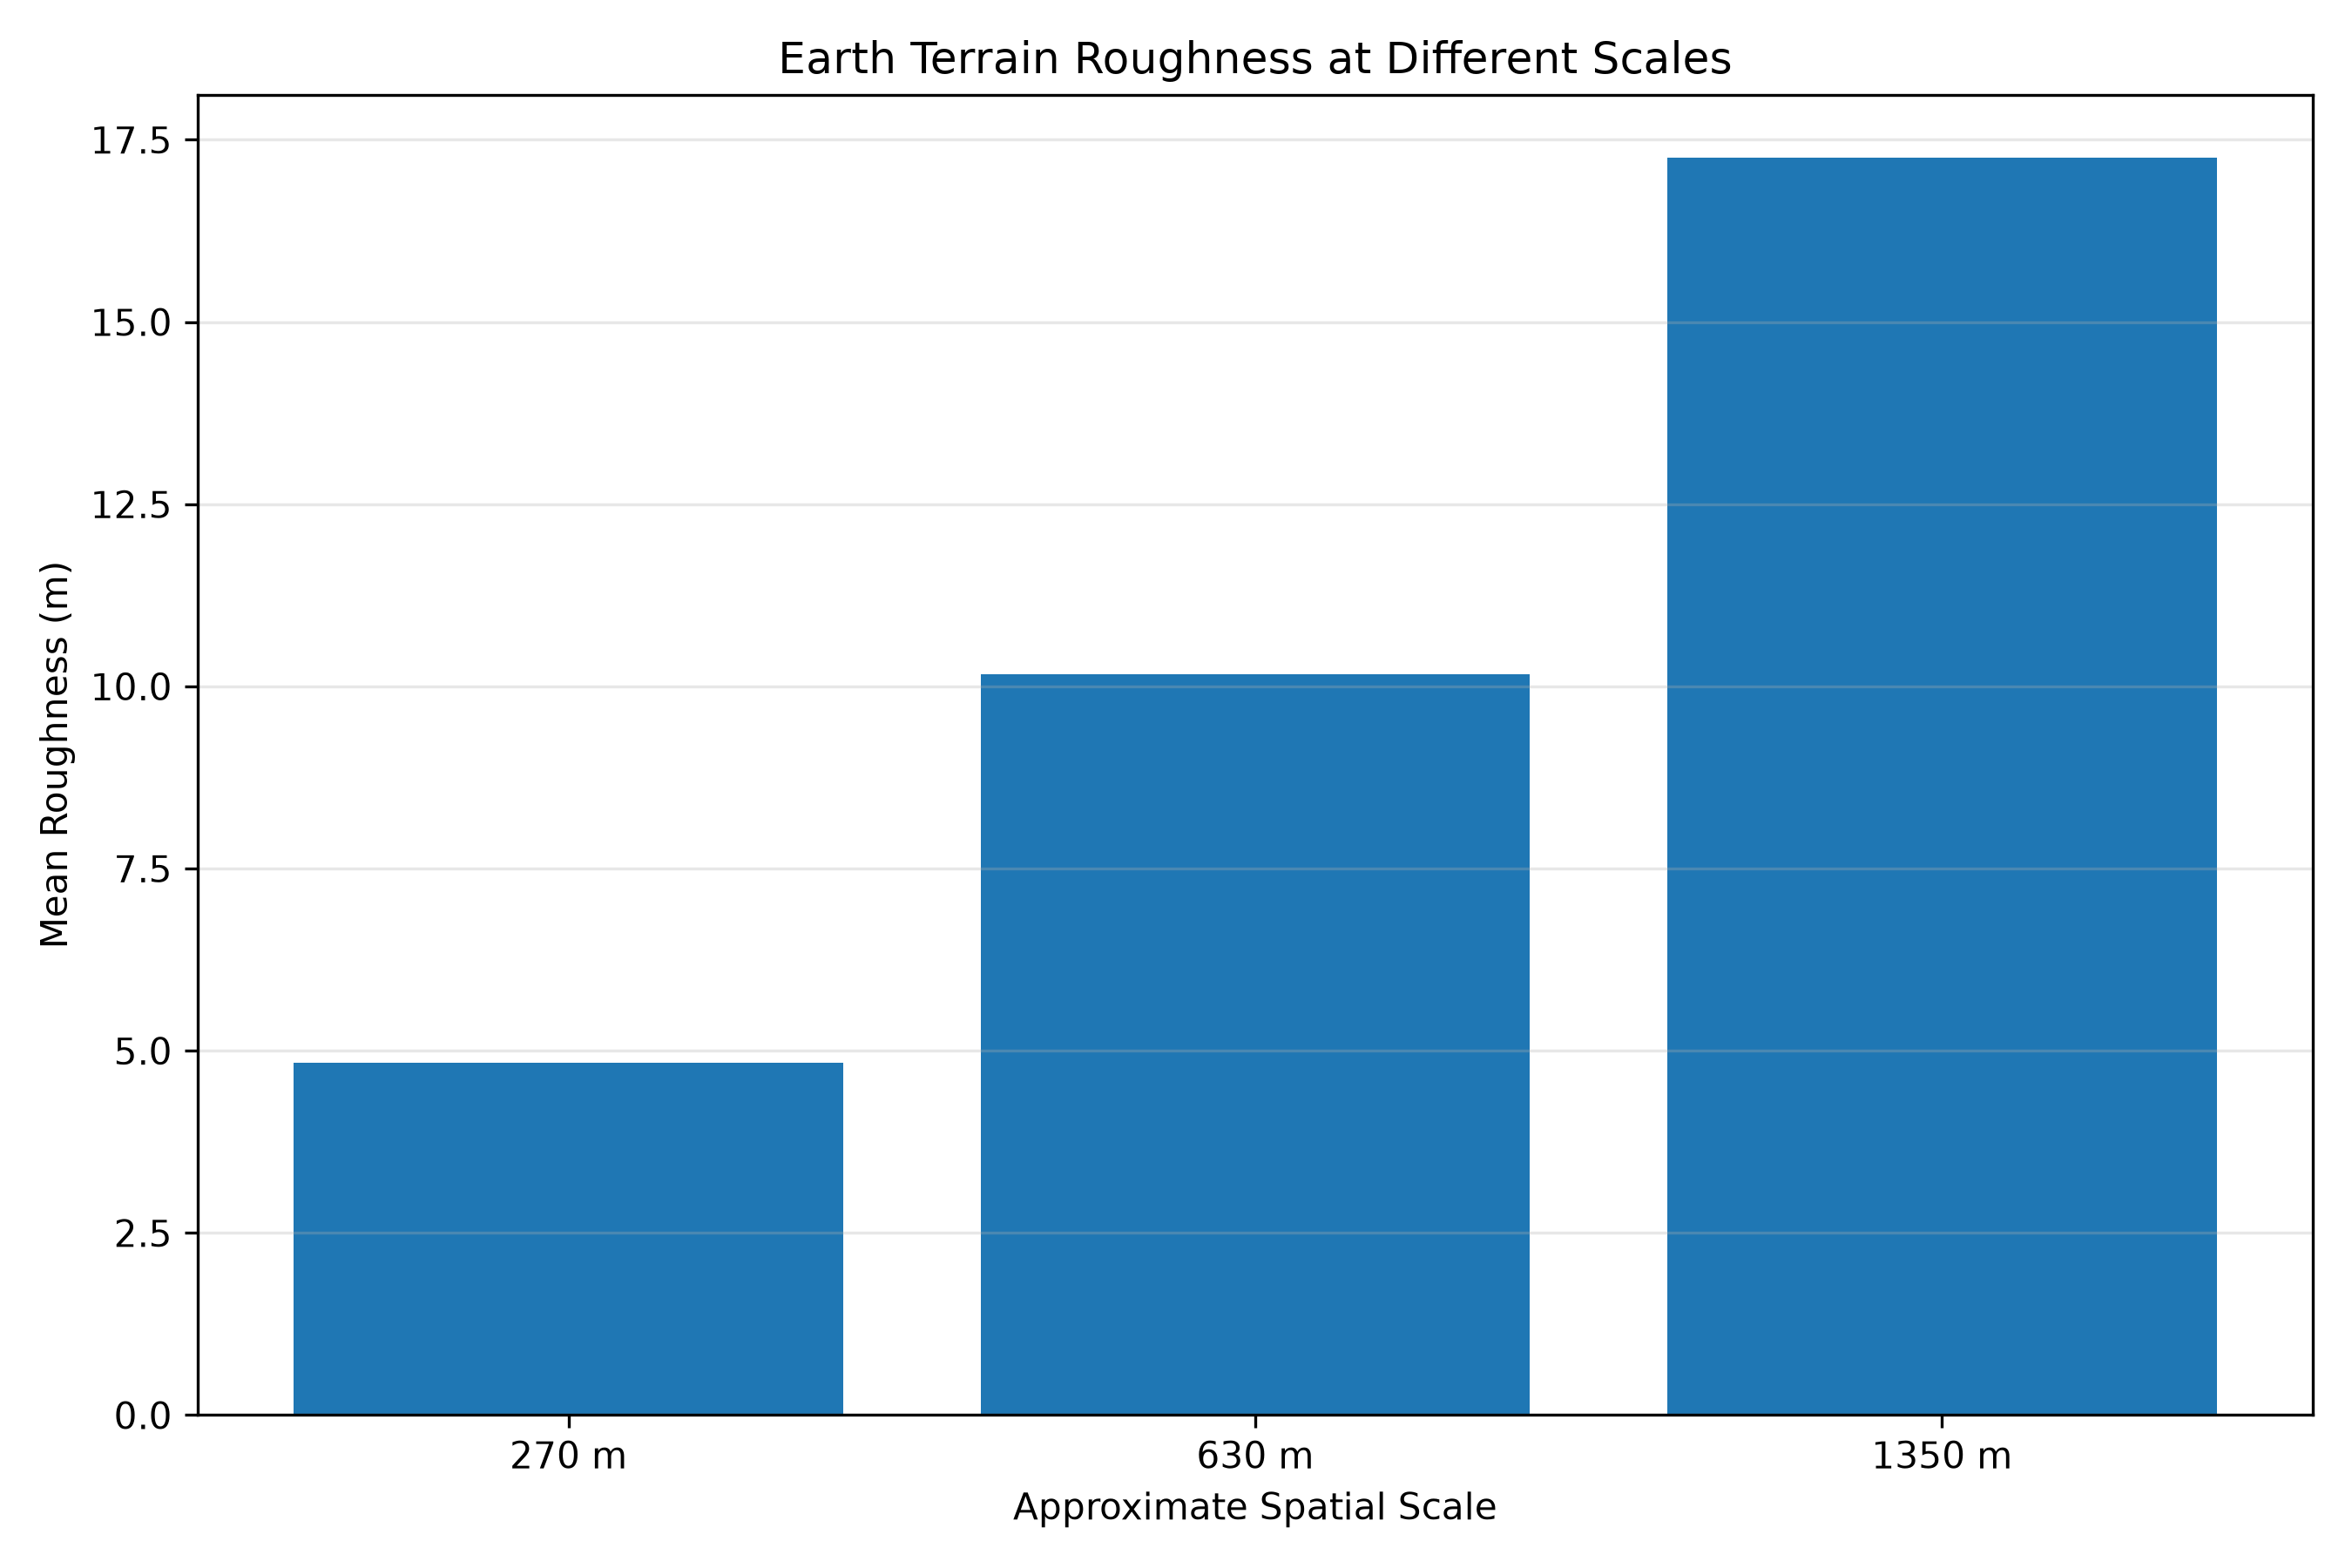 Earth Terrain Roughness at Different Scales
17.5
15.0
12.5
10.0
7.5
5.0
2.5
0.0
Mean Roughness (m)
270 m
630 m
1350 m
Approximate Spatial Scale